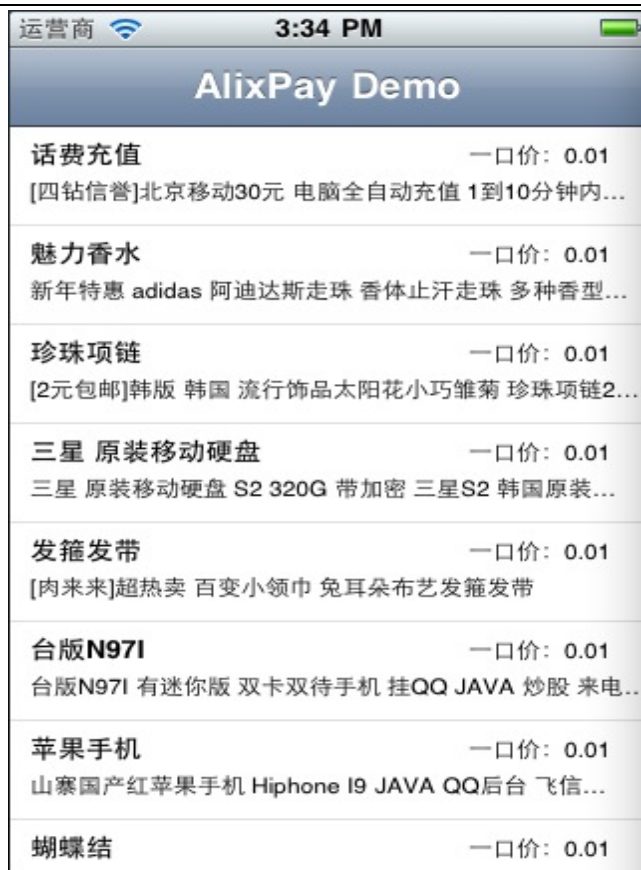 运营商 3:34 PM
AlixPay Demo
话费充值 一口价：0.01
[四钻信誉]北京移动30元 电脑全自动充值 1到10分钟内...
魅力香水 一口价：0.01
新年特惠 adidas 阿迪达斯走珠 香体止汗走珠 多种香型...
珍珠项链 一口价：0.01
[2元包邮]韩版 韩国 流行饰品太阳花小巧雏菊 珍珠项链2...
三星 原装移动硬盘 一口价：0.01
三星 原装移动硬盘 S2 320G 带加密 三星S2 韩国原装...
发箍发带 一口价：0.01
[肉来来]超热卖 百变小领巾 兔耳朵布艺发箍发带
台版N97I 一口价：0.01
台版N97I 有迷你版 双卡双待手机 挂QQ JAVA 炒股 来电..
苹果手机 一口价：0.01
山寨国产红苹果手机 Hiphone I9 JAVA QQ后台 飞信...
蝴蝶结 一口价：0.01